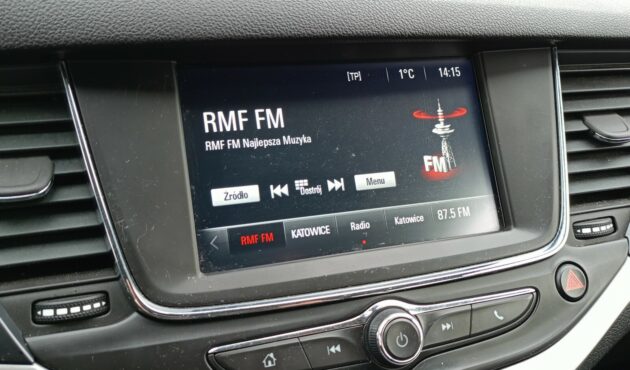 [TP] 1°C 14:15
RMF FM
RMF FM Najlepsza Muzyka
FM
Źródło Dostrój Menu
RMF FM KATOWICE Radio Katowice 87.5 FM